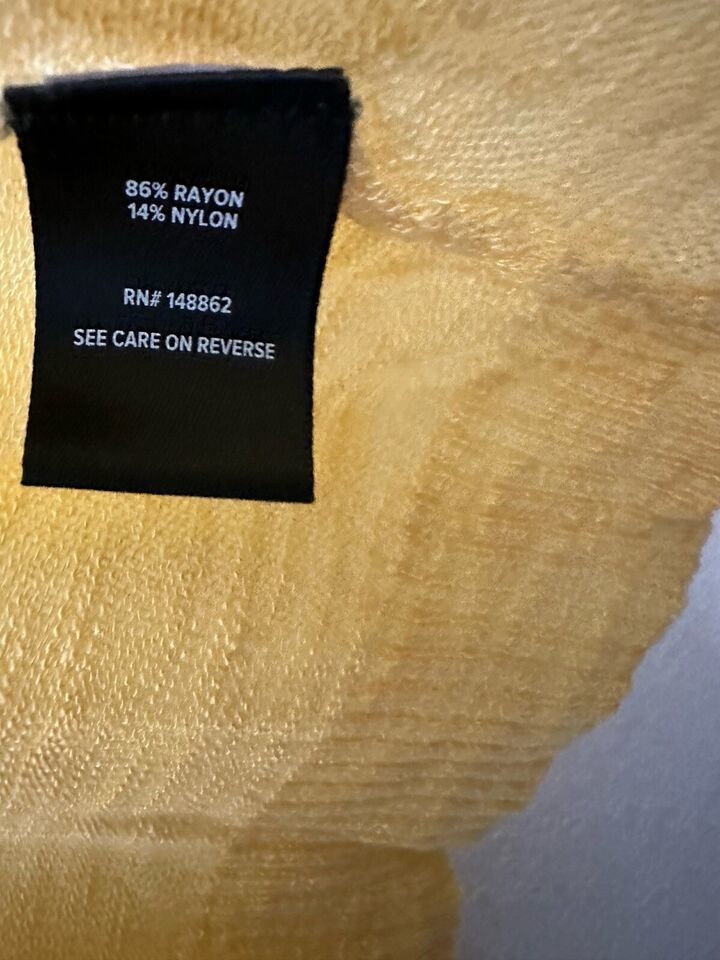 86% RAYON
14% NYLON
RN# 148862
SEE CARE ON REVERSE